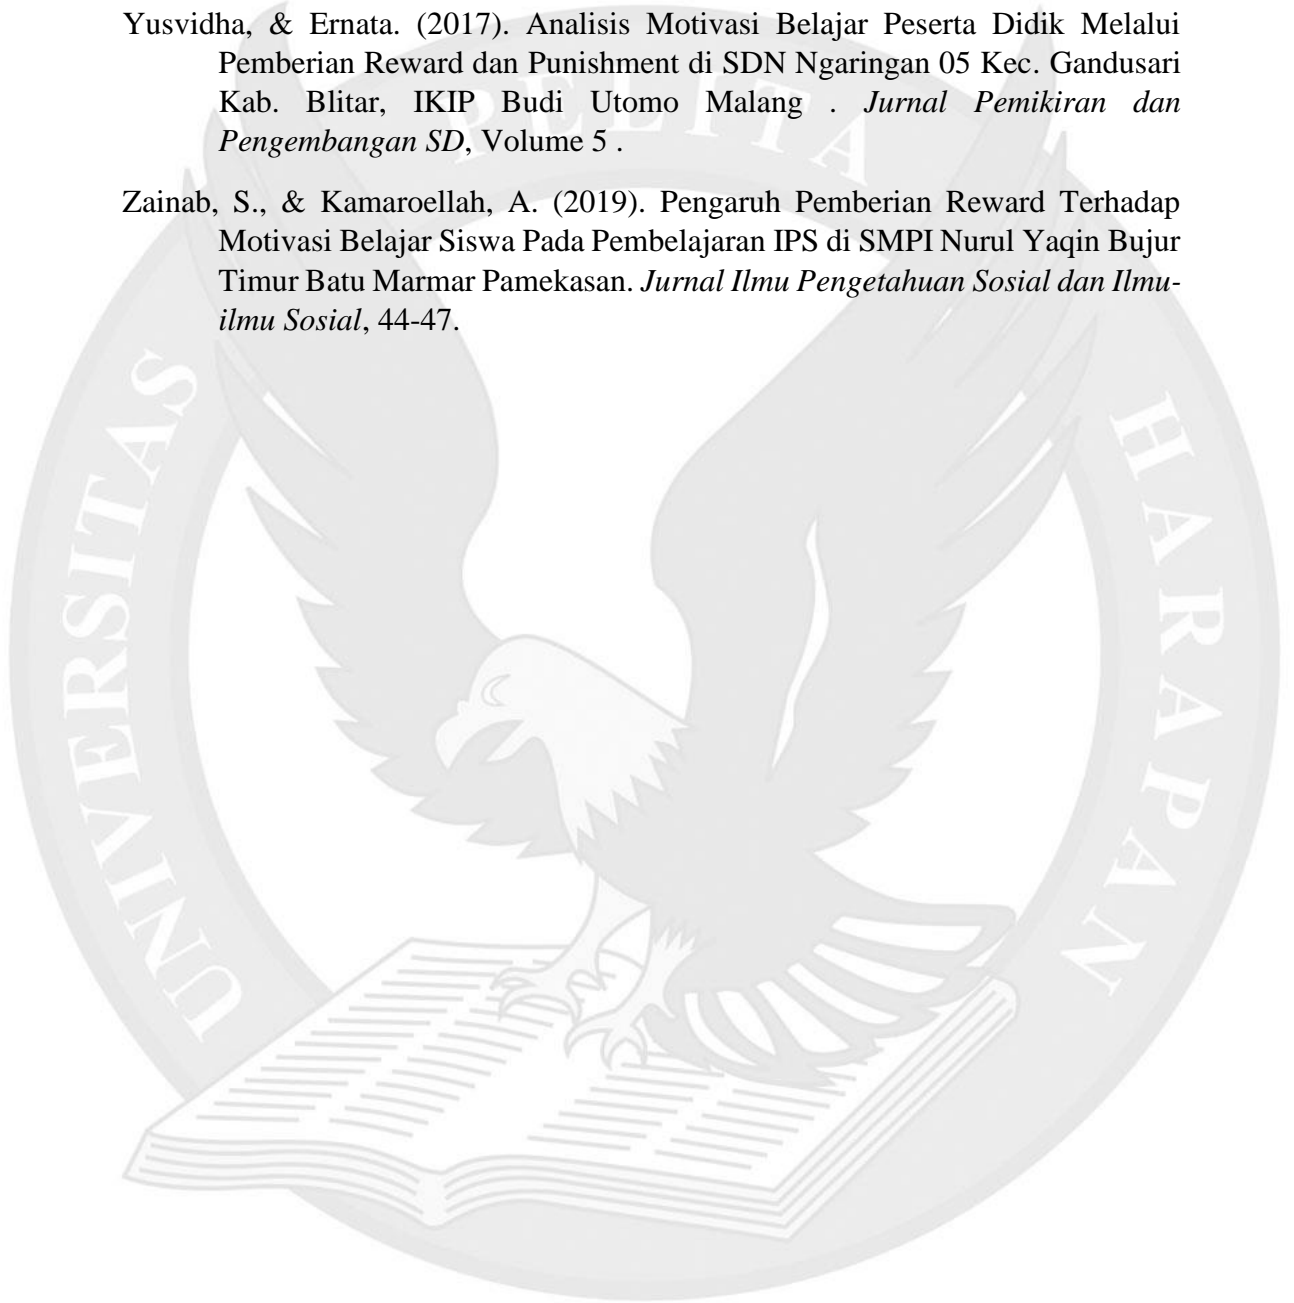 Yusvidha, & Ernata. (2017). Analisis Motivasi Belajar Peserta Didik Melalui
Pemberian Reward dan Punishment di SDN Ngaringan 05 Kec. Gandusari
Kab. Blitar, IKIP Budi Utomo Malang . Jurnal Pemikiran dan
Pengembangan SD, Volume 5 .
Zainab, S., & Kamaroellah, A. (2019). Pengaruh Pemberian Reward Terhadap
Motivasi Belajar Siswa Pada Pembelajaran IPS di SMPI Nurul Yaqin Bujur
Timur Batu Marmar Pamekasan. Jurnal Ilmu Pengetahuan Sosial dan Ilmu-
ilmu Sosial, 44-47.
UNIVERSITAS
PELITA
HARAPAN